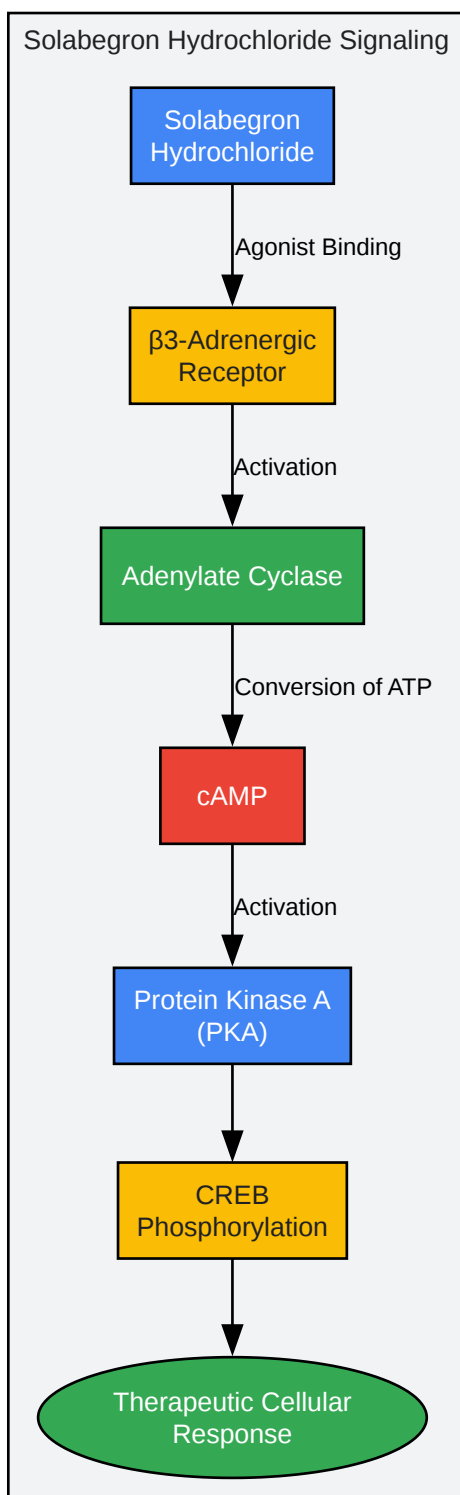 Solabegron Hydrochloride Signaling
Solabegron
Hydrochloride
Agonist Binding
β3-Adrenergic
Receptor
Activation
Adenylate Cyclase
Conversion of ATP
cAMP
Activation
Protein Kinase A
(PKA)
CREB
Phosphorylation
Therapeutic Cellular
Response